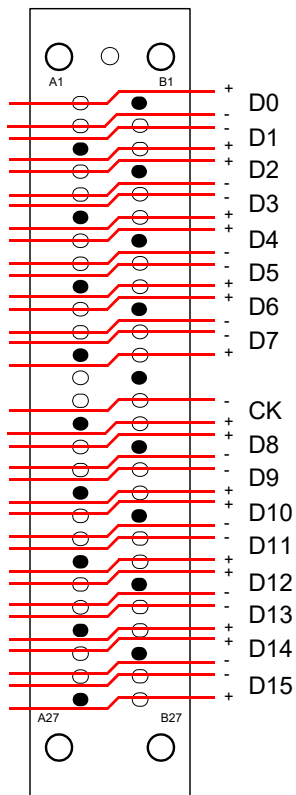 A1 B1
+
D0
-
-
D1
+
+
D2
-
-
D3
+
+
D4
-
-
D5
+
+
D6
-
-
D7
+
-
CK
+
+
D8
-
-
D9
+
+
D10
-
-
D11
+
+
D12
-
-
D13
+
+
D14
-
-
D15
+
A27 B27